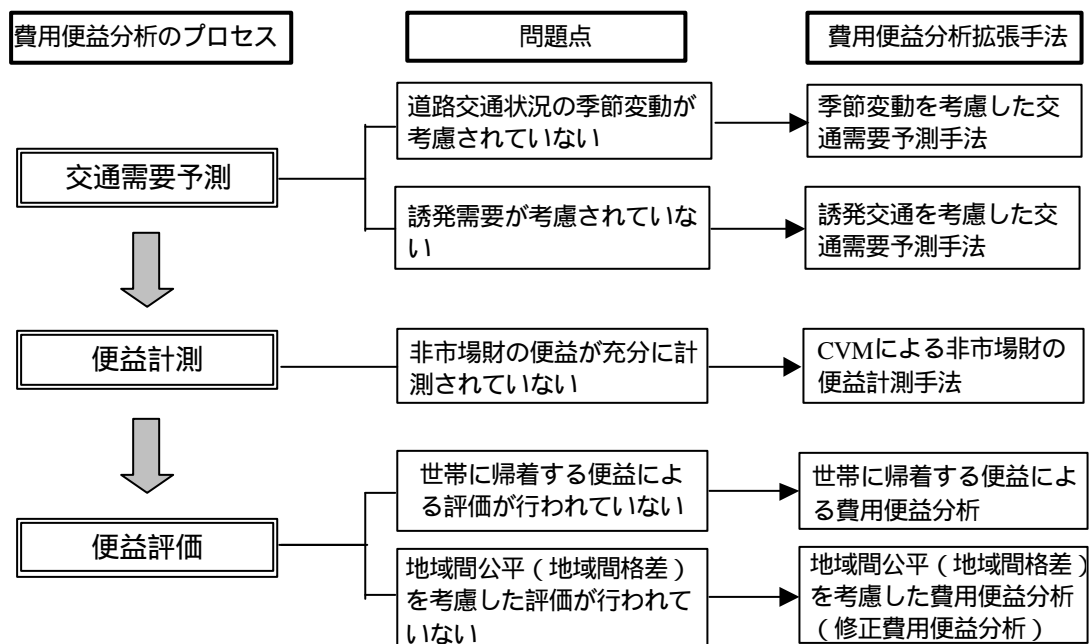 費用便益分析のプロセス
問題点
費用便益分析拡張手法
交通需要予測
道路交通状況の季節変動が
考慮されていない
季節変動を考慮した交
通需要予測手法
誘発需要が考慮されていな
い
誘発交通を考慮した交
通需要予測手法
便益計測
非市場財の便益が充分に計
測されていない
CVMによる非市場財の
便益計測手法
便益評価
世帯に帰着する便益によ
る評価が行われていない
世帯に帰着する便益によ
る費用便益分析
地域間公平(地域間格差)
を考慮した評価が行われて
いない
地域間公平(地域間格差)
を考慮した費用便益分析
(修正費用便益分析)